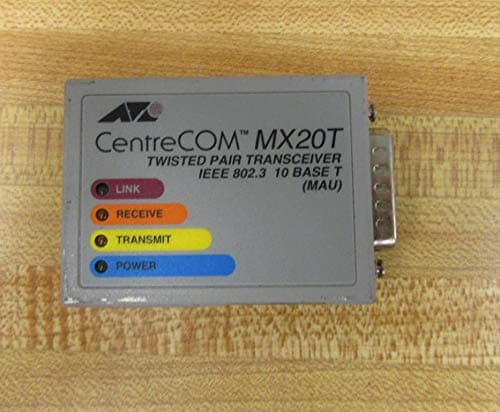 CentreCOM™ MX20T
TWISTED PAIR TRANSCEIVER
IEEE 802.3 10 BASE T
(MAU)
LINK
RECEIVE
TRANSMIT
POWER